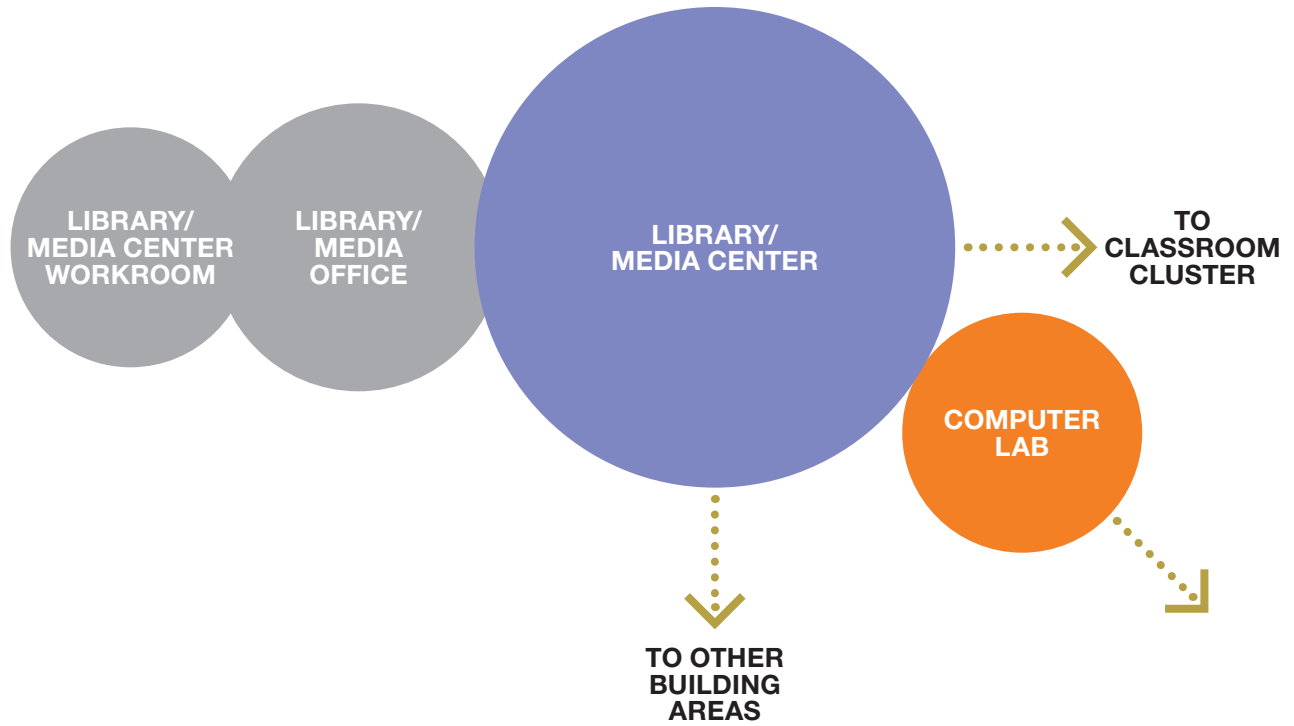 LIBRARY/
MEDIA CENTER
WORKROOM
LIBRARY/
MEDIA
OFFICE
LIBRARY/
MEDIA CENTER
TO
CLASSROOM
CLUSTER
COMPUTER
LAB
TO OTHER
BUILDING
AREAS